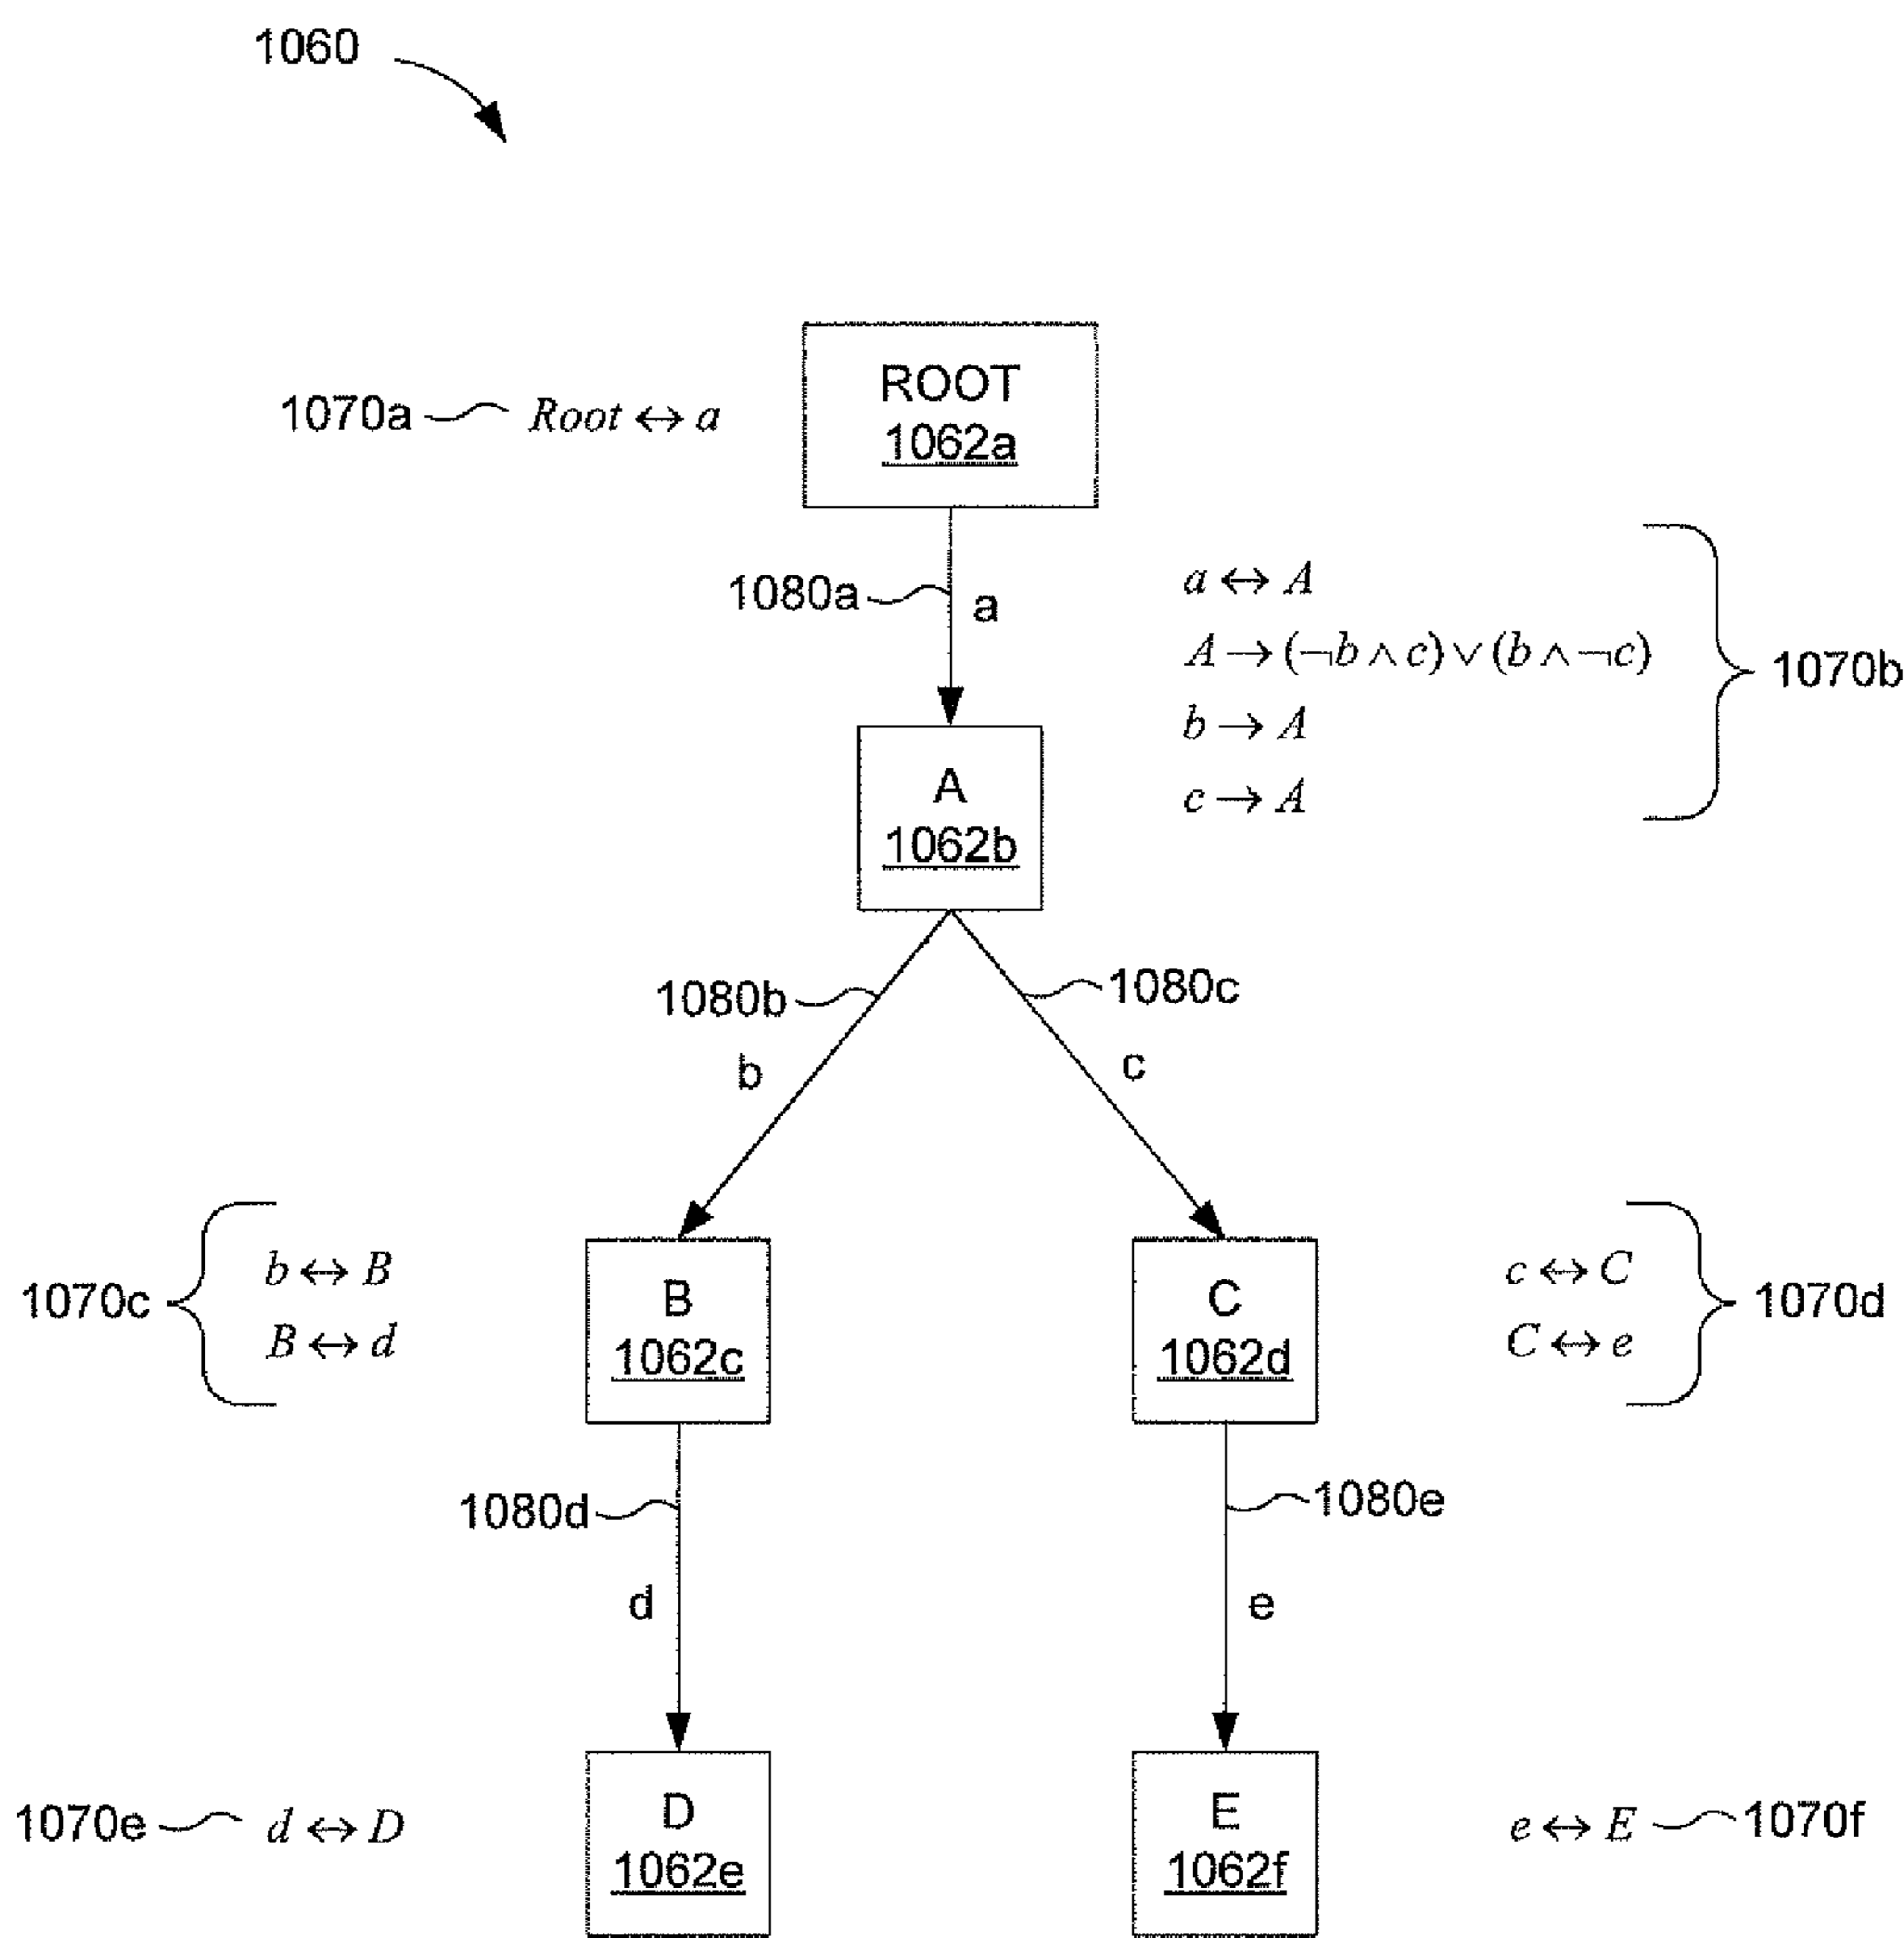 1060
ROOT
1062a
1070a
Root ↔ a
1080a
a
a ↔ A
A → (¬b ∧ c) ∨ (b ∧ ¬c)
b → A
c → A
1070b
A
1062b
1080b
1080c
b
c
1070c
b ↔ B
B ↔ d
B
1062c
C
1062d
c ↔ C
C ↔ e
1070d
1080d
1080e
d
e
1070e
d ↔ D
D
1062e
E
1062f
e ↔ E
1070f